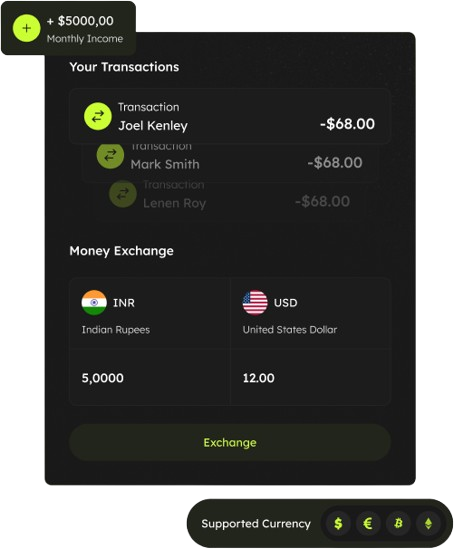 + $5000,00
Monthly Income
Your Transactions
Transaction
Joel Kenley
-$68.00
Transaction
Mark Smith
-$68.00
Transaction
Lenen Roy
-$68.00
Money Exchange
INR
USD
Indian Rupees
United States Dollar
5,0000
12.00
Exchange
Supported Currency